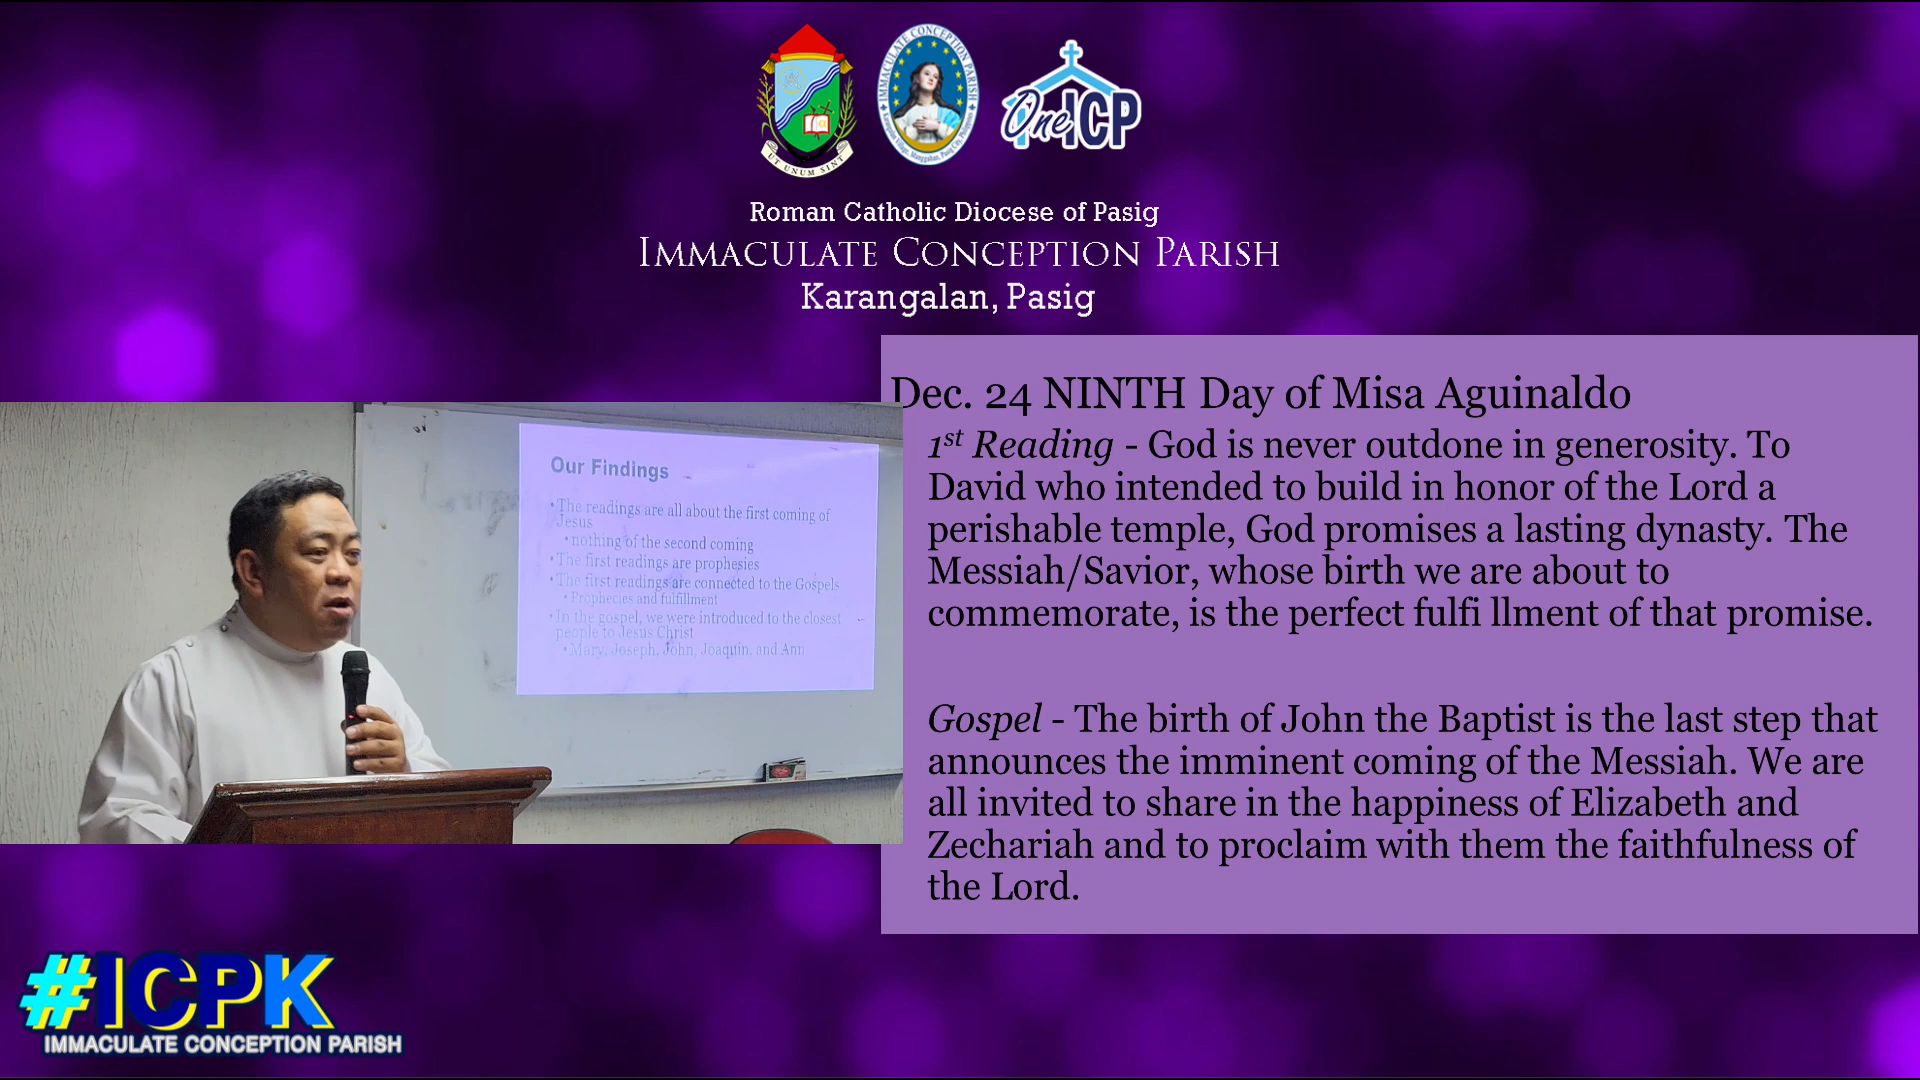 UT UNUM SINT
IMMACULATE CONCEPTION PARISH
Karangalan Village, Manggahan, Pasig City, Philippines
One ICP
Roman Catholic Diocese of Pasig
IMMACULATE CONCEPTION PARISH
Karangalan, Pasig
Dec. 24 NINTH Day of Misa Aguinaldo
1st Reading - God is never outdone in generosity. To
David who intended to build in honor of the Lord a
perishable temple, God promises a lasting dynasty. The
Messiah/Savior, whose birth we are about to
commemorate, is the perfect fulfi llment of that promise.
Gospel - The birth of John the Baptist is the last step that
announces the imminent coming of the Messiah. We are
all invited to share in the happiness of Elizabeth and
Zechariah and to proclaim with them the faithfulness of
the Lord.
Our Findings
• The readings are all about the first coming of
Jesus
• nothing of the second coming
• The first readings are prophesies
• The first readings are connected to the Gospels
• Prophecies and fulfillment
• In the gospel, we were introduced to the closest
people to Jesus Christ
• Mary, Joseph, John, Joaquin, and Ann
#ICPK
IMMACULATE CONCEPTION PARISH